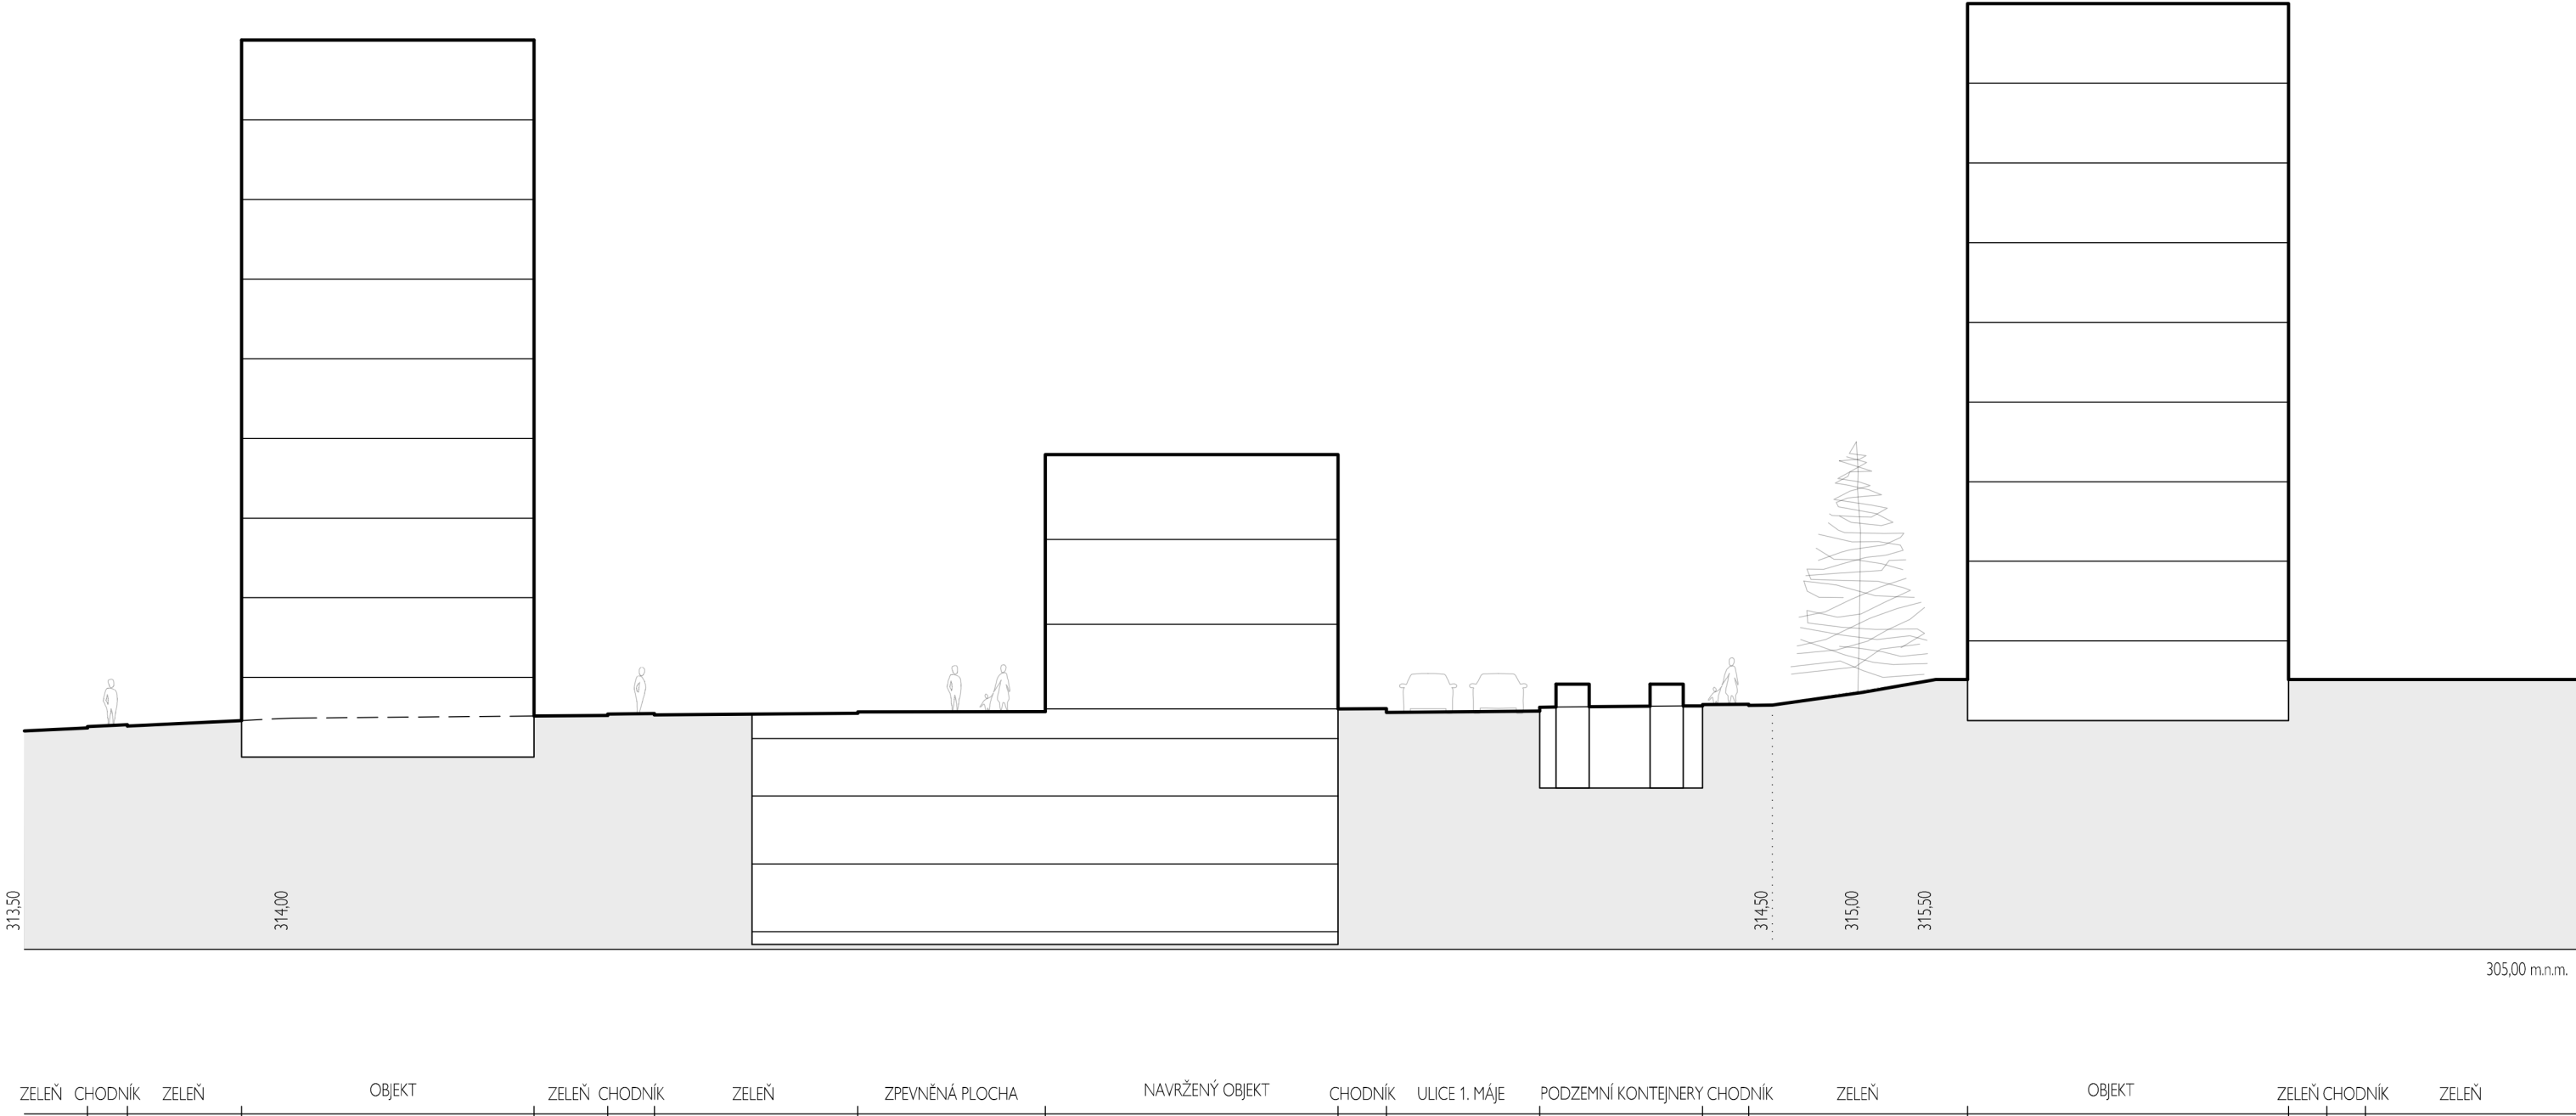 313,50
314,00
314,50
315,00
315,50
305,00 m.n.m.
ZELEŇ CHODNÍK ZELEŇ OBJEKT ZELEŇ CHODNÍK ZELEŇ ZPEVNĚNÁ PLOCHA NAVRŽENÝ OBJEKT CHODNÍK ULICE 1. MÁJE PODZEMNÍ KONTEJNERY CHODNÍK ZELEŇ OBJEKT ZELEŇ CHODNÍK ZELEŇ